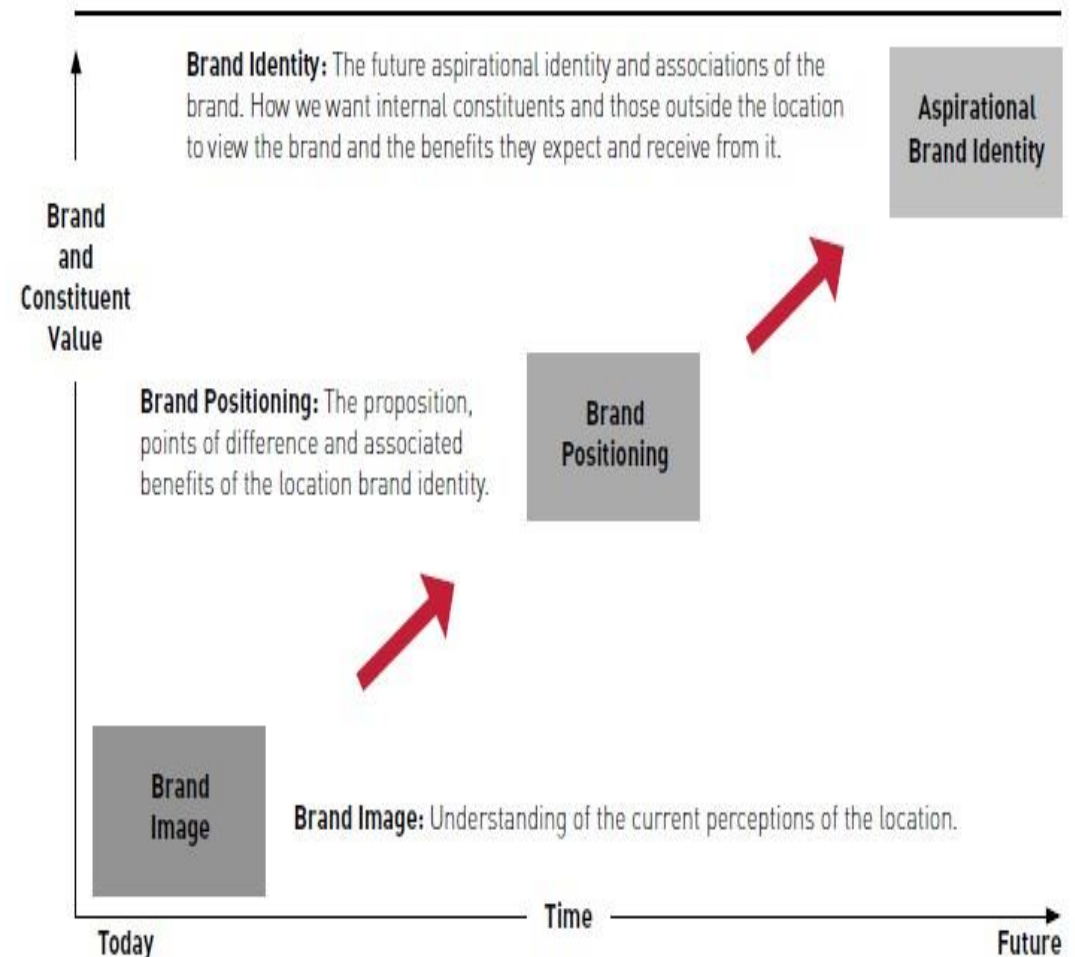 Brand Identity: The future aspirational identity and associations of the
brand. How we want internal constituents and those outside the location
to view the brand and the benefits they expect and receive from it.
Aspirational
Brand Identity
Brand
and
Constituent
Value
Brand Positioning: The proposition,
points of difference and associated
benefits of the location brand identity.
Brand
Positioning
Brand
Image
Brand Image: Understanding of the current perceptions of the location.
Time
Today
Future